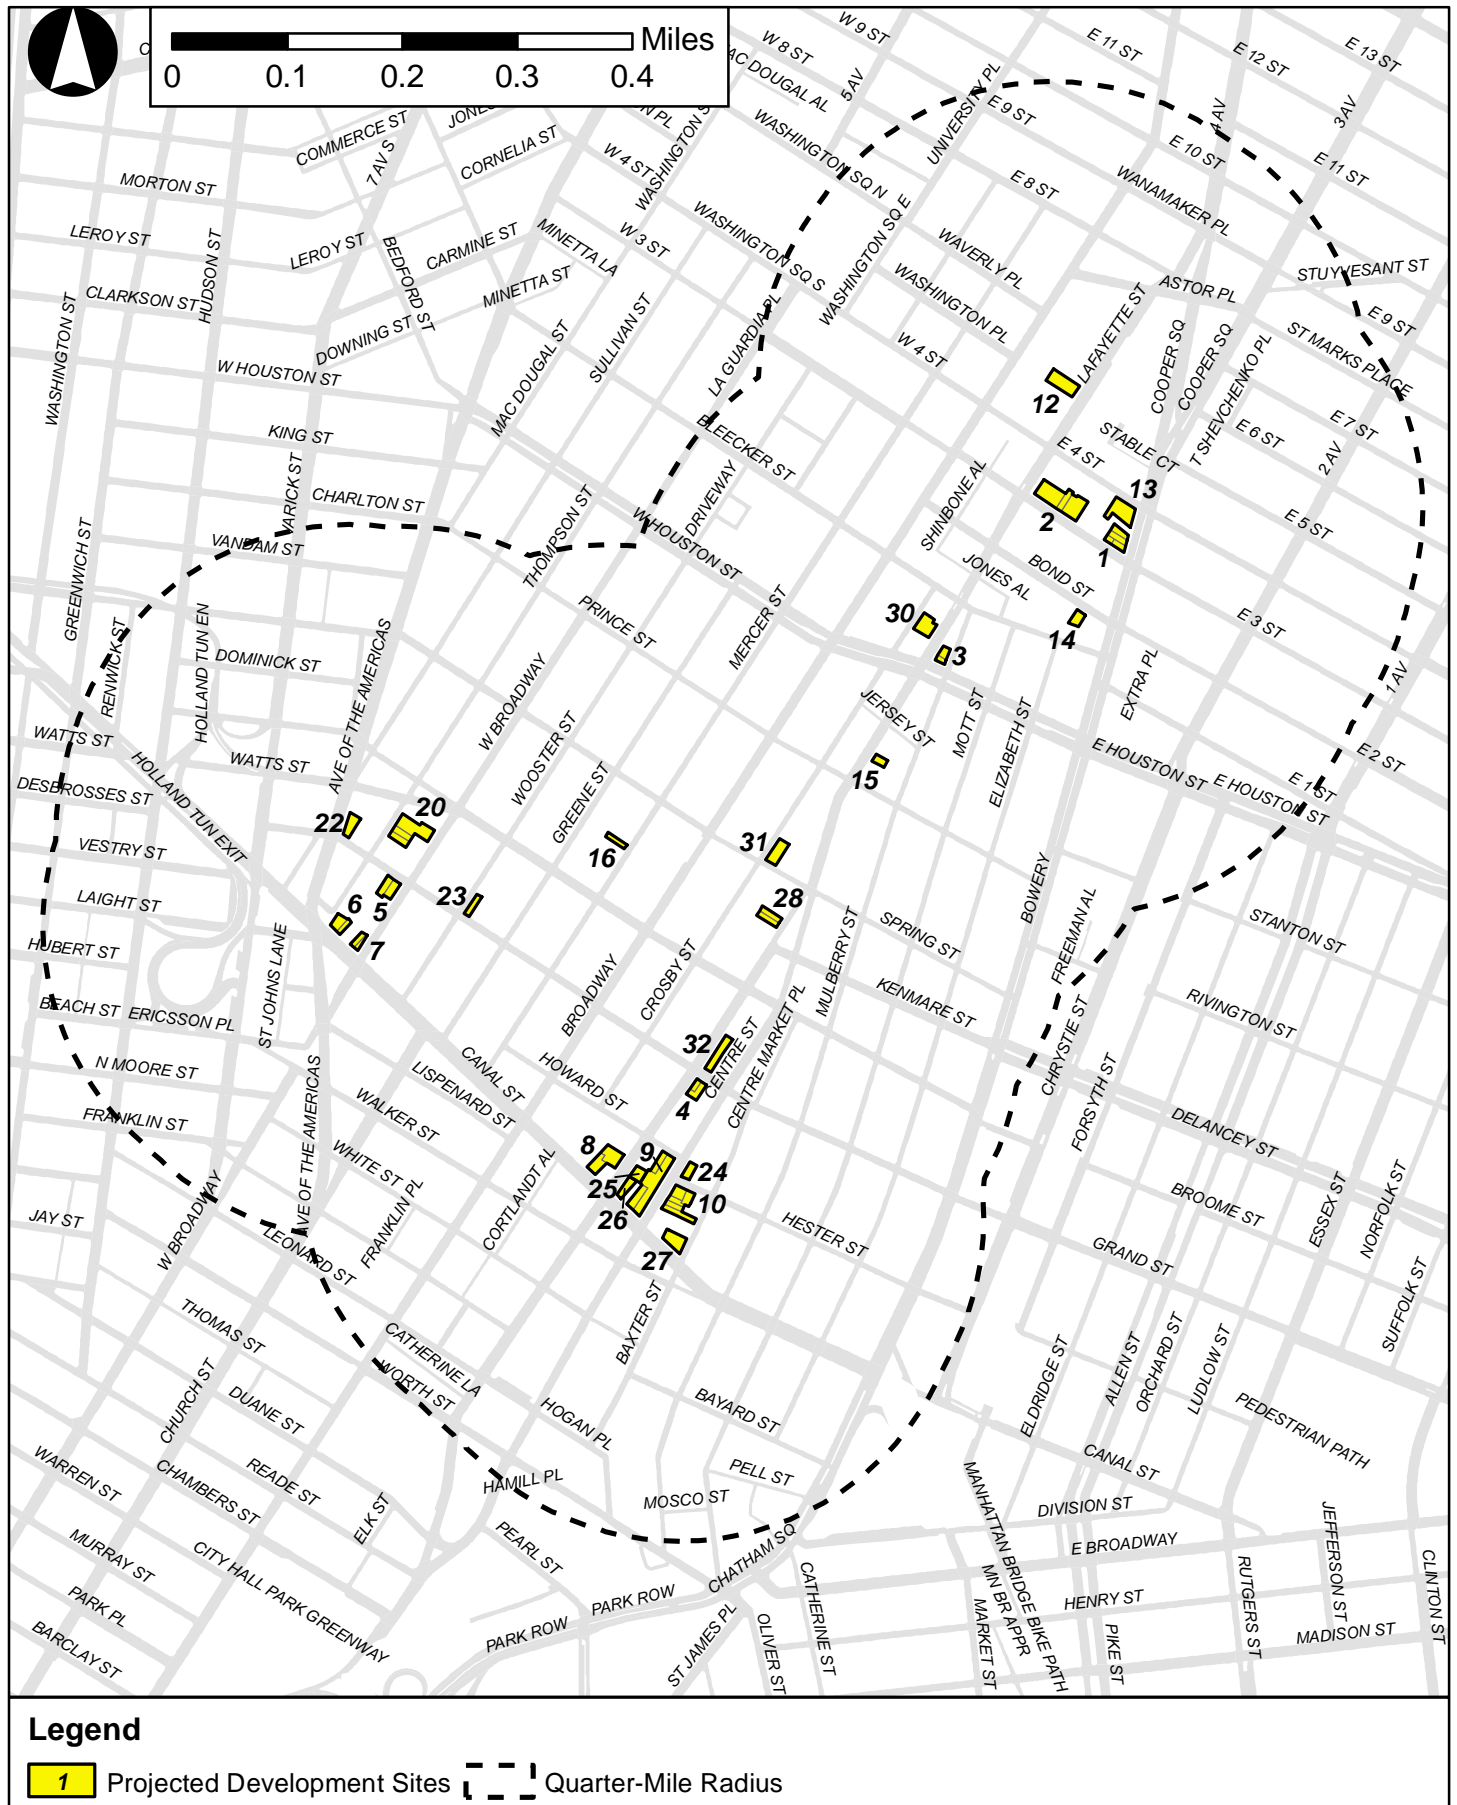 Miles
0 0.1 0.2 0.3 0.4
W 9 ST
W 8 ST
E 11 ST
E 12 ST
E 13 ST
AC DOUGAL AL
5 AV
UNIVERSITY PL
4 AV
3 AV
COMMERCE ST
7 AV S
CORNELIA ST
N PL
WASHINGTON S
W 4 ST
WASHINGTON SQ N
E 9 ST
E 10 ST
E 11 ST
E 8 ST
WANAMAKER PL
MORTON ST
LEROY ST
LEROY ST
HUDSON ST
BEDFORD ST
CARMINE ST
MINETTA LA
MINETTA ST
W 3 ST
WASHINGTON SQ S
WASHINGTON SQ E
WAVERLY PL
WASHINGTON PL
ASTOR PL
STUYVESANT ST
CLARKSON ST
WASHINGTON ST
DOWNING ST
W HOUSTON ST
MAC DOUGAL ST
SULLIVAN ST
LA GUARDIA PL
W 4 ST
LAFAYETTE ST
COOPER SQ
COOPER SQ
T SHEVCHENKO PL
E 9 ST
ST MARKS PLACE
E 7 ST
E 6 ST
2 AV
12
KING ST
CHARLTON ST
VARICK ST
VANDAM ST
GREENWICH ST
THOMPSON ST
BLEECKER ST
DRIVEWAY
W HOUSTON ST
SHINBONE AL
E 4 ST
STABLE CT
13
2
1
E 5 ST
JONES AL
BOND ST
E 3 ST
30
3
14
PRINCE ST
MERCER ST
RENWICK ST
HOLLAND TUN EN
DOMINICK ST
AVE OF THE AMERICAS
W BROADWAY
EXTRA PL
1 AV
JERSEY ST
MOTT ST
ELIZABETH ST
E HOUSTON ST
E HOUSTON ST
E 2 ST
E 1 ST
15
WATTS ST
WATTS ST
DESBROSSES ST
HOLLAND TUN EXIT
WOOSTER ST
GREENE ST
22
20
16
31
VESTRY ST
LAIGHT ST
HUBERT ST
BEACH ST
ERICSSON PL
ST JOHNS LANE
6
5
7
23
28
BROADWAY
CROSBY ST
MULBERRY ST
SPRING ST
KENMARE ST
BOWERY
FREEMAN AL
STANTON ST
RIVINGTON ST
N MOORE ST
FRANKLIN ST
AVE OF THE AMERICAS
CANAL ST
LISPENARD ST
WALKER ST
WHITE ST
HOWARD ST
32
4
CENTRE ST
CENTRE MARKET PL
CHRYSTIE ST
FORSYTH ST
DELANCEY ST
8
9
24
25
26
10
27
CORTLANDT AL
FRANKLIN PL
HESTER ST
BROOME ST
GRAND ST
ESSEX ST
NORFOLK ST
SUFFOLK ST
JAY ST
W BROADWAY
LEONARD ST
THOMAS ST
CHURCH ST
DUANE ST
CATHERINE LA
WORTH ST
BAXTER ST
HOGAN PL
BAYARD ST
ELDRIDGE ST
ALLEN ST
ORCHARD ST
LUDLOW ST
PEDESTRIAN PATH
WARREN ST
CHAMBERS ST
READE ST
ELK ST
HAMILL PL
PELL ST
MOSCO ST
CANAL ST
DIVISION ST
E BROADWAY
MANHATTAN BRIDGE BIKE PATH
MN BR APPR
MURRAY ST
PARK PL
BARCLAY ST
CITY HALL PARK GREENWAY
PEARL ST
PARK ROW
PARK ROW
CHATHAM SQ
ST JAMES PL
OLIVER ST
CATHERINE ST
MARKET ST
HENRY ST
PIKE ST
RUTGERS ST
JEFFERSON ST
MADISON ST
CLINTON ST
Legend
1 Projected Development Sites
Quarter-Mile Radius